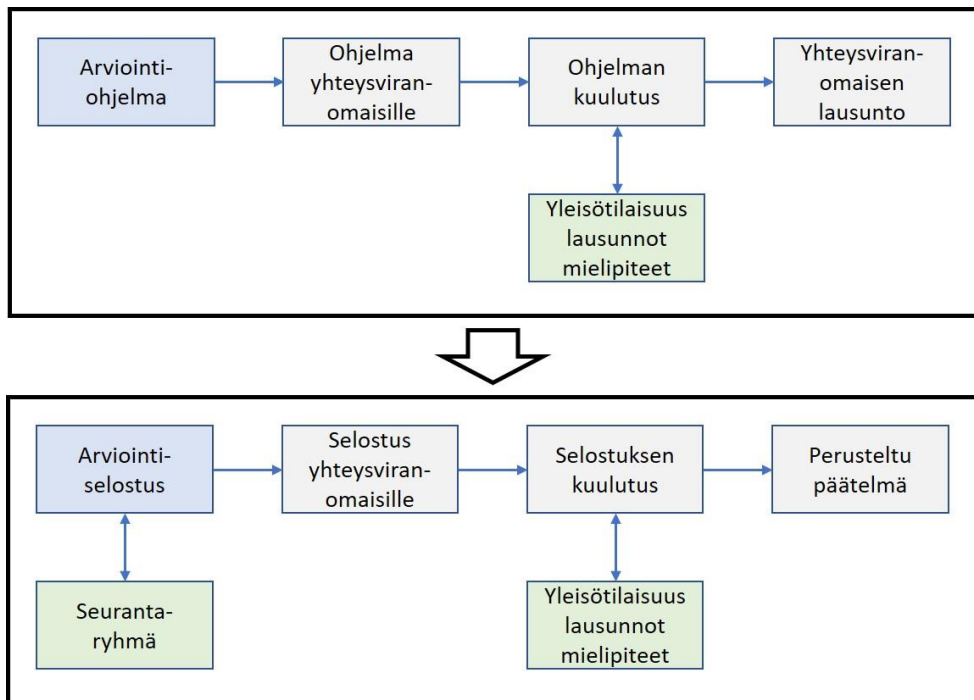 Arviointi-
ohjelma
Ohjelma
yhteysviran-
omaisille
Ohjelman
kuulutus
Yhteysviran-
omaisen
lausunto
Yleisötilaisuus
lausunnot
mielipiteet
Arviointi-
selostus
Selostus
yhteysviran-
omaisille
Selostuksen
kuulutus
Perusteltu
päätelmä
Seuranta-
ryhmä
Yleisötilaisuus
lausunnot
mielipiteet